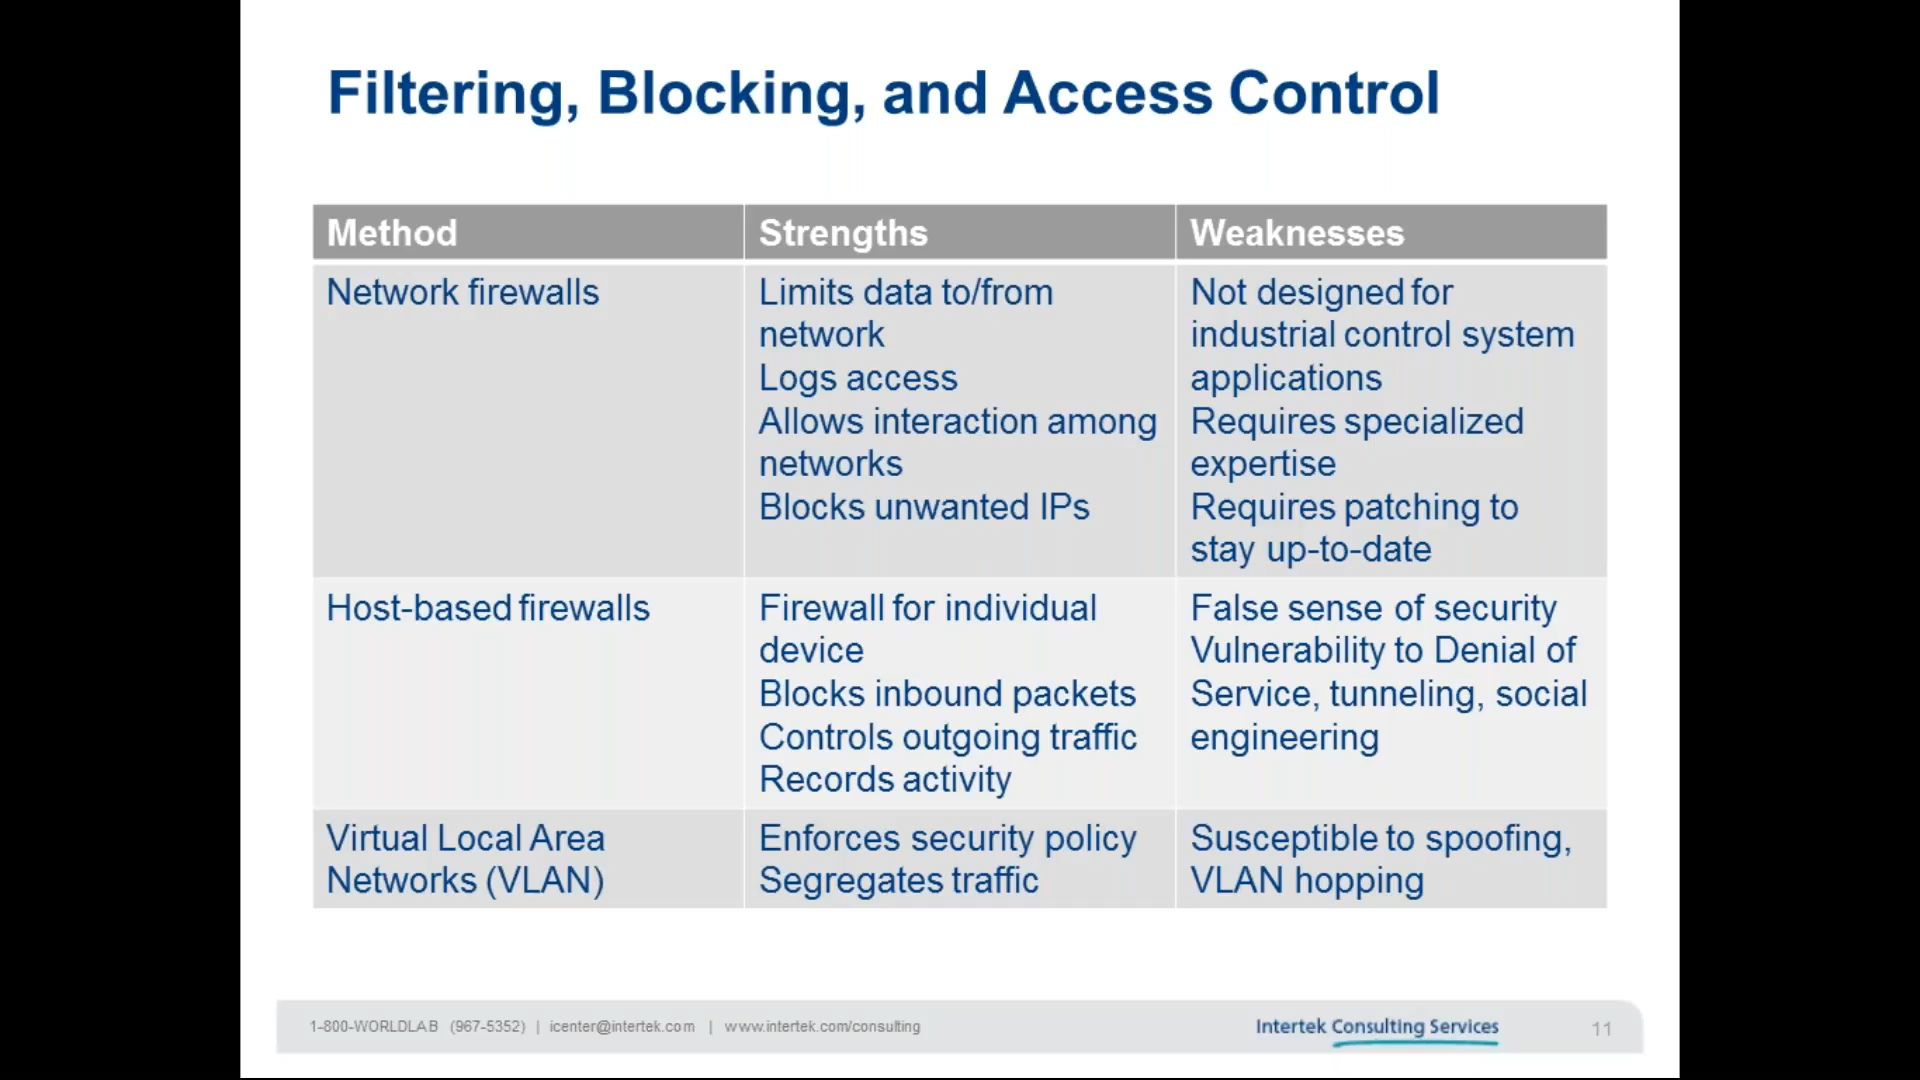 Filtering, Blocking, and Access Control
Method
Strengths
Weaknesses
Network firewalls
Limits data to/from
network
Logs access
Allows interaction among
networks
Blocks unwanted IPs
Not designed for
industrial control system
applications
Requires specialized
expertise
Requires patching to
stay up-to-date
Host-based firewalls
Firewall for individual
device
Blocks inbound packets
Controls outgoing traffic
Records activity
False sense of security
Vulnerability to Denial of
Service, tunneling, social
engineering
Virtual Local Area
Networks (VLAN)
Enforces security policy
Segregates traffic
Susceptible to spoofing,
VLAN hopping
1-800-WORLDLAB (967-5352) | icenter@intertek.com | www.intertek.com/consulting
Intertek Consulting Services
11